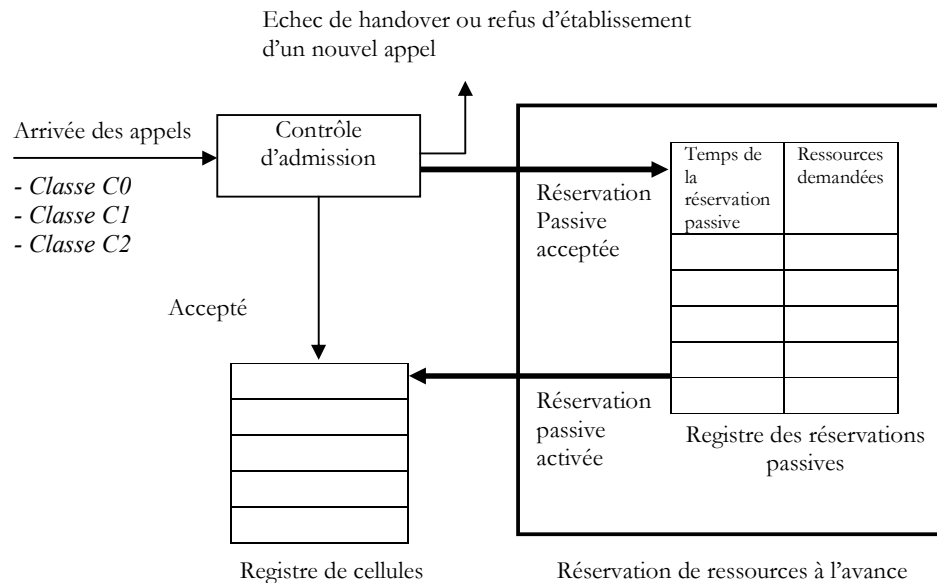 Echec de handover ou refus d’établissement
d’un nouvel appel
Arrivée des appels
- Classe C0
- Classe C1
- Classe C2
Contrôle
d’admission
Accepté
Réservation
Passive
acceptée
Temps de
la
réservation
passive
Ressources
demandées
Réservation
passive
activée
Registre des réservations
passives
Registre de cellules
Réservation de ressources à l’avance